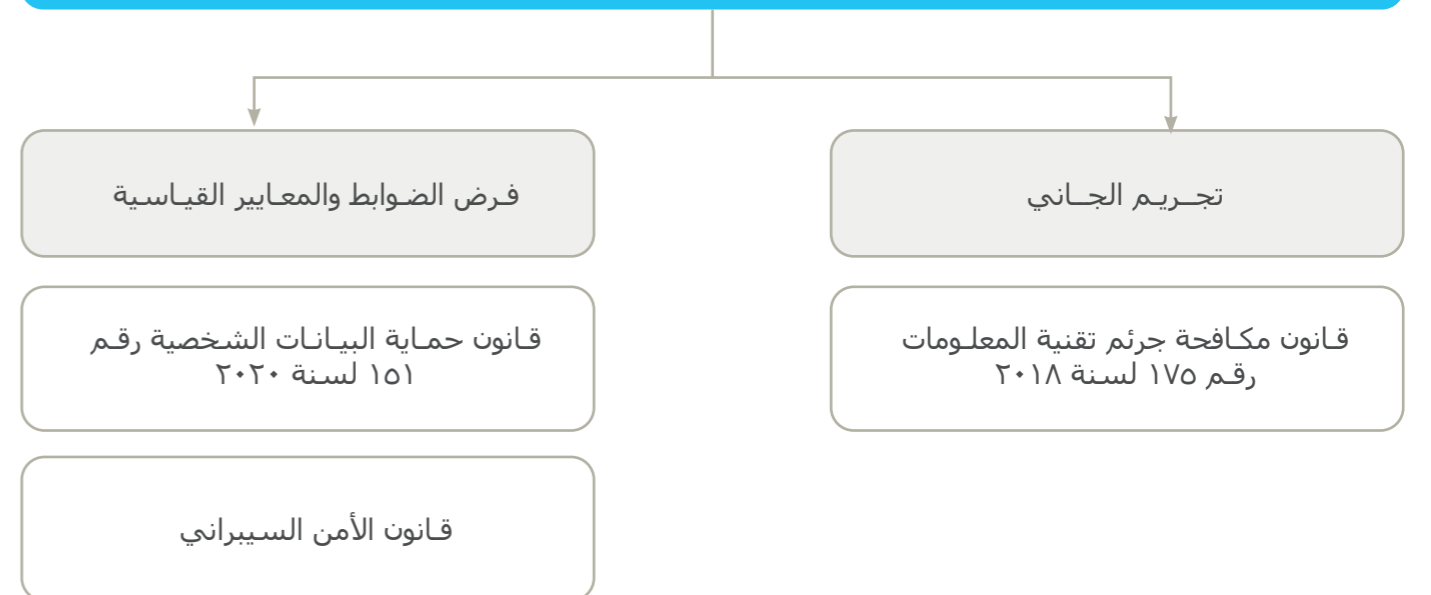 تجريم الجاني
فرض الضوابط والمعايير القياسية
قانون مكافحة جرئم تقنية المعلومات
رقم ١٧٥ لسنة ٢٠١٨
قانون حماية البيانات الشخصية رقم
١٥١ لسنة ٢٠٢٠
قانون الأمن السيبراني